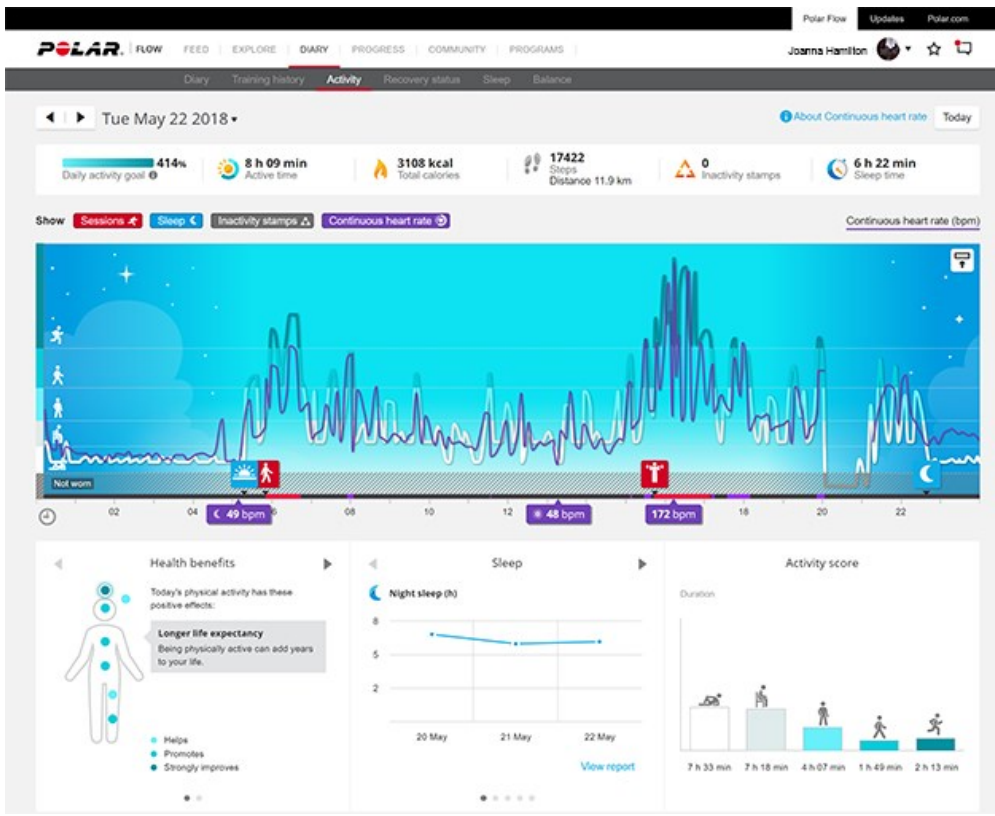 Polar Flow Updates Polar.com
POLAR. FLOW FEED EXPLORE DIARY PROGRESS COMMUNITY PROGRAMS Joanna Hamilton
Diary Training history Activity Recovery status Sleep Balance
Tue May 22 2018 About Continuous heart rate Today
414%
Daily activity goal
8 h 09 min
Active time
3108 kcal
Total calories
17422
Steps
Distance 11.9 km
0
Inactivity stamps
6 h 22 min
Sleep time
Show Sessions Sleep Inactivity stamps Continuous heart rate Continuous heart rate (bpm)
Not worn
02 04 6 08 10 12 18 20 22
49 bpm 48 bpm 172 bpm
Health benefits
Today's physical activity has these
positive effects:
Longer life expectancy
Being physically active can add years
to your life.
Helps
Promotes
Strongly improves
Sleep
Night sleep (h)
8
5
2
20 May 21 May 22 May
View report
Activity score
Duration
7 h 33 min 7 h 18 min 4 h 07 min 1 h 49 min 2 h 13 min